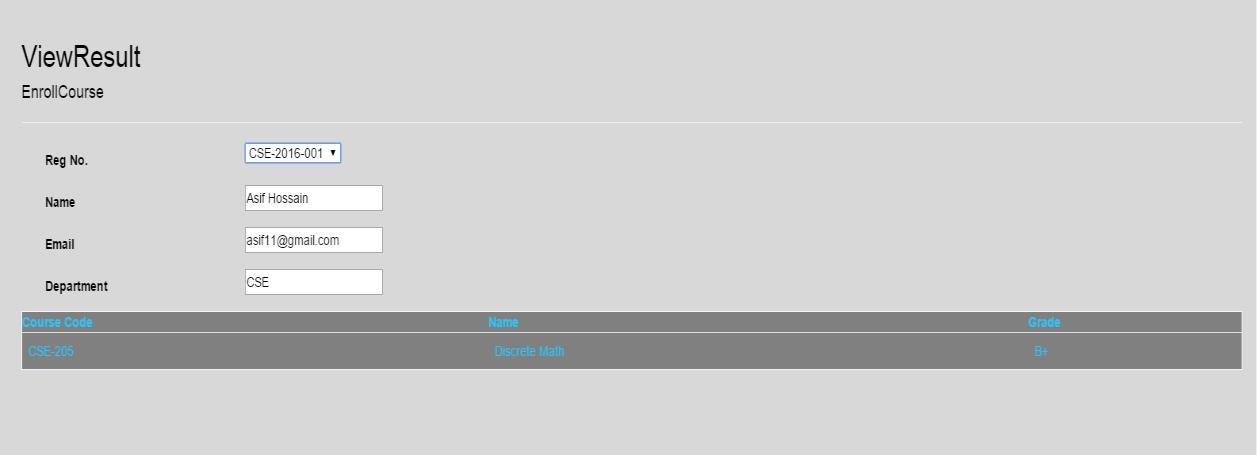 ViewResult
EnrollCourse
Reg No. CSE-2016-001
Name Asif Hossain
Email asif11@gmail.com
Department CSE
Course Code Name Grade
CSE-205 Discrete Math B+